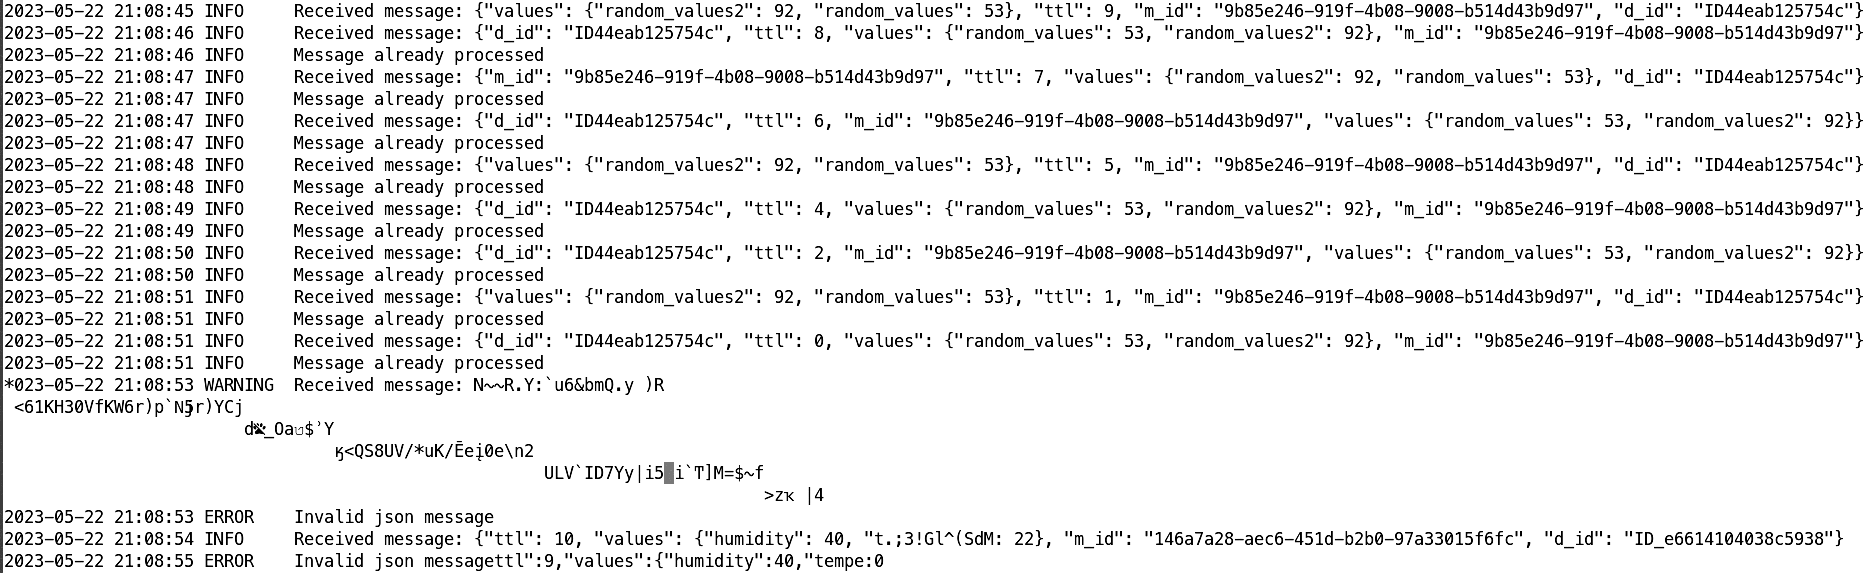 2023-05-22 21:08:45 INFO     Received message: {"values": {"random_values2": 92, "random_values": 53}, "ttl": 9, "m_id": "9b85e246-919f-4b08-9008-b514d43b9d97", "d_id": "ID44eab125754c"}
2023-05-22 21:08:46 INFO     Received message: {"d_id": "ID44eab125754c", "ttl": 8, "values": {"random_values": 53, "random_values2": 92}, "m_id": "9b85e246-919f-4b08-9008-b514d43b9d97"}
2023-05-22 21:08:46 INFO     Message already processed
2023-05-22 21:08:47 INFO     Received message: {"m_id": "9b85e246-919f-4b08-9008-b514d43b9d97", "ttl": 7, "values": {"random_values2": 92, "random_values": 53}, "d_id": "ID44eab125754c"}
2023-05-22 21:08:47 INFO     Message already processed
2023-05-22 21:08:47 INFO     Received message: {"d_id": "ID44eab125754c", "ttl": 6, "m_id": "9b85e246-919f-4b08-9008-b514d43b9d97", "values": {"random_values": 53, "random_values2": 92}}
2023-05-22 21:08:47 INFO     Message already processed
2023-05-22 21:08:48 INFO     Received message: {"values": {"random_values2": 92, "random_values": 53}, "ttl": 5, "m_id": "9b85e246-919f-4b08-9008-b514d43b9d97", "d_id": "ID44eab125754c"}
2023-05-22 21:08:48 INFO     Message already processed
2023-05-22 21:08:49 INFO     Received message: {"d_id": "ID44eab125754c", "ttl": 4, "values": {"random_values": 53, "random_values2": 92}, "m_id": "9b85e246-919f-4b08-9008-b514d43b9d97"}
2023-05-22 21:08:49 INFO     Message already processed
2023-05-22 21:08:50 INFO     Received message: {"d_id": "ID44eab125754c", "ttl": 2, "m_id": "9b85e246-919f-4b08-9008-b514d43b9d97", "values": {"random_values": 53, "random_values2": 92}}
2023-05-22 21:08:50 INFO     Message already processed
2023-05-22 21:08:51 INFO     Received message: {"values": {"random_values2": 92, "random_values": 53}, "ttl": 1, "m_id": "9b85e246-919f-4b08-9008-b514d43b9d97", "d_id": "ID44eab125754c"}
2023-05-22 21:08:51 INFO     Message already processed
2023-05-22 21:08:51 INFO     Received message: {"d_id": "ID44eab125754c", "ttl": 0, "values": {"random_values": 53, "random_values2": 92}, "m_id": "9b85e246-919f-4b08-9008-b514d43b9d97"}
2023-05-22 21:08:51 INFO     Message already processed
*023-05-22 21:08:53 WARNING  Received message: N~~R.Y:`u6&bmQ.y )R
<61KH30VfKW6r)p`
ULV`ID7Yy|i5
2023-05-22 21:08:53 ERROR    Invalid json message
2023-05-22 21:08:54 INFO     Received message: {"ttl": 10, "values": {"humidity": 40, "t.;3!Gl^(SdM: 22}, "m_id": "146a7a28-aec6-451d-b2b0-97a33015f6fc", "d_id": "ID_e6614104038c5938"}
2023-05-22 21:08:55 ERROR    Invalid json messagettl":9,"values":{"humidity":40,"tempe:0